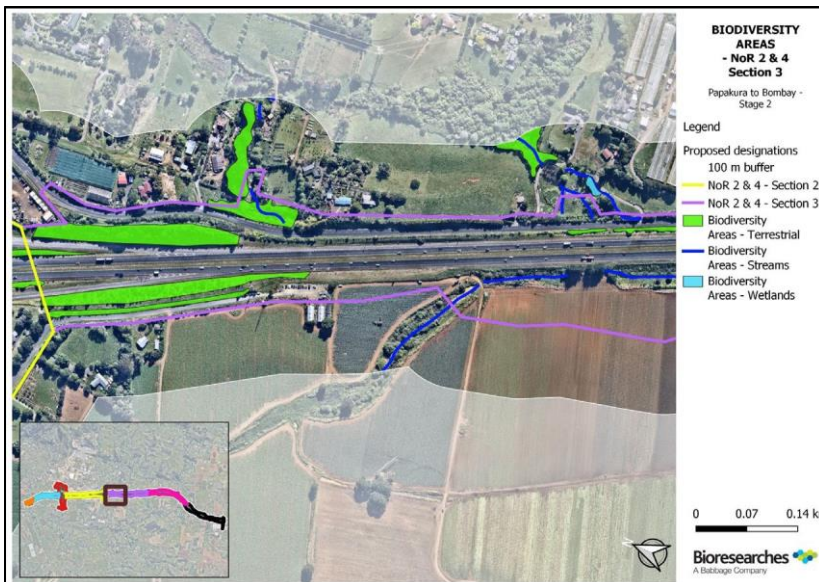 BIODIVERSITY
AREAS
- NoR 2 & 4
Section 3
Papakura to Bombay -
Stage 2
Legend
Proposed designations
100 m buffer
NoR 2 & 4 - Section 2
NoR 2 & 4 - Section 3
Biodiversity
Areas - Terrestrial
Biodiversity
Areas - Streams
Biodiversity
Areas - Wetlands
0 0.07 0.14 k
Bioresearches
A Babbage Company